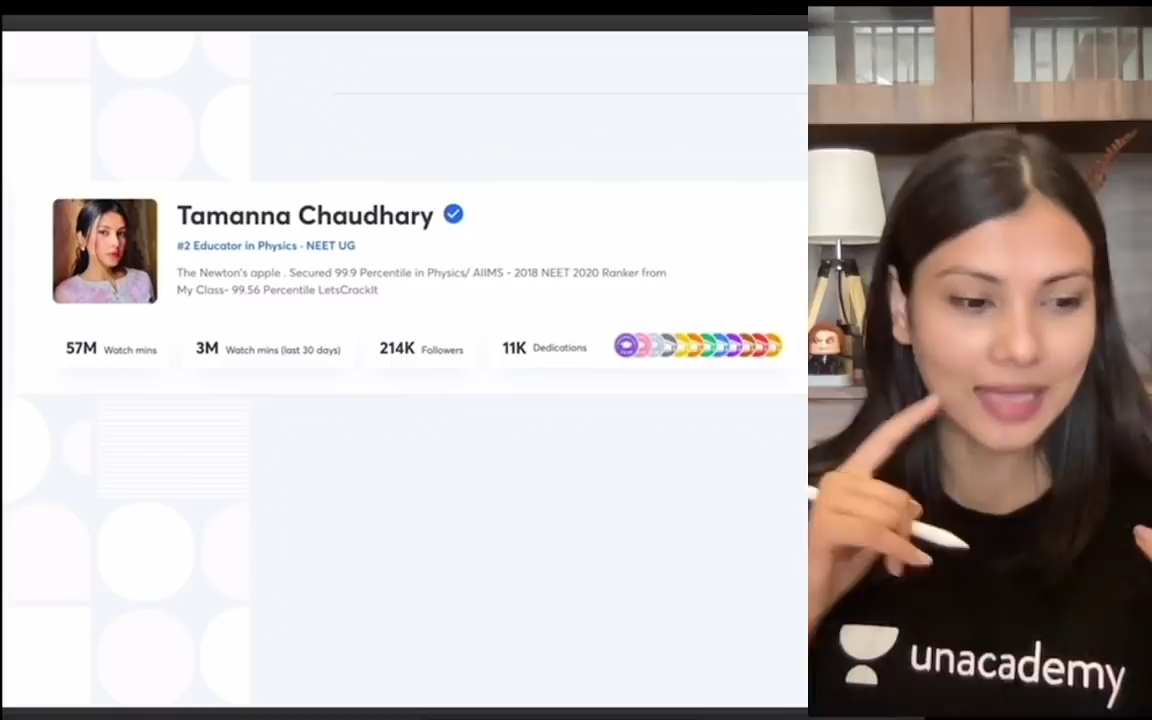 Tamanna Chaudhary
#2 Educator in Physics - NEET UG
The Newton's apple . Secured 99.9 Percentile in Physics/ AIIMS - 2018 NEET 2020 Ranker from
My Class- 99.56 Percentile LetsCrackIt
57M Watch mins 3M Watch mins (last 30 days) 214K Followers 11K Dedications
unacademy